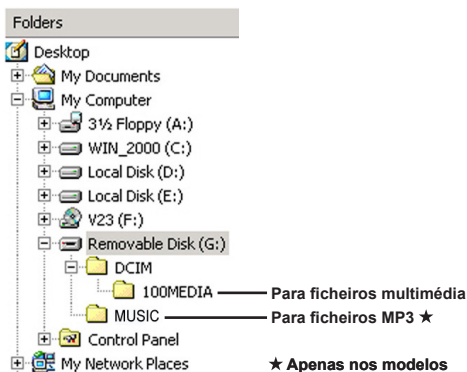 Folders
Desktop
My Documents
My Computer
3½ Floppy (A:)
WIN_2000 (C:)
Local Disk (D:)
Local Disk (E:)
V23 (F:)
Removable Disk (G:)
DCIM
100MEDIA Para ficheiros multimédia
MUSIC Para ficheiros MP3 ★
Control Panel
My Network Places ★ Apenas nos modelos